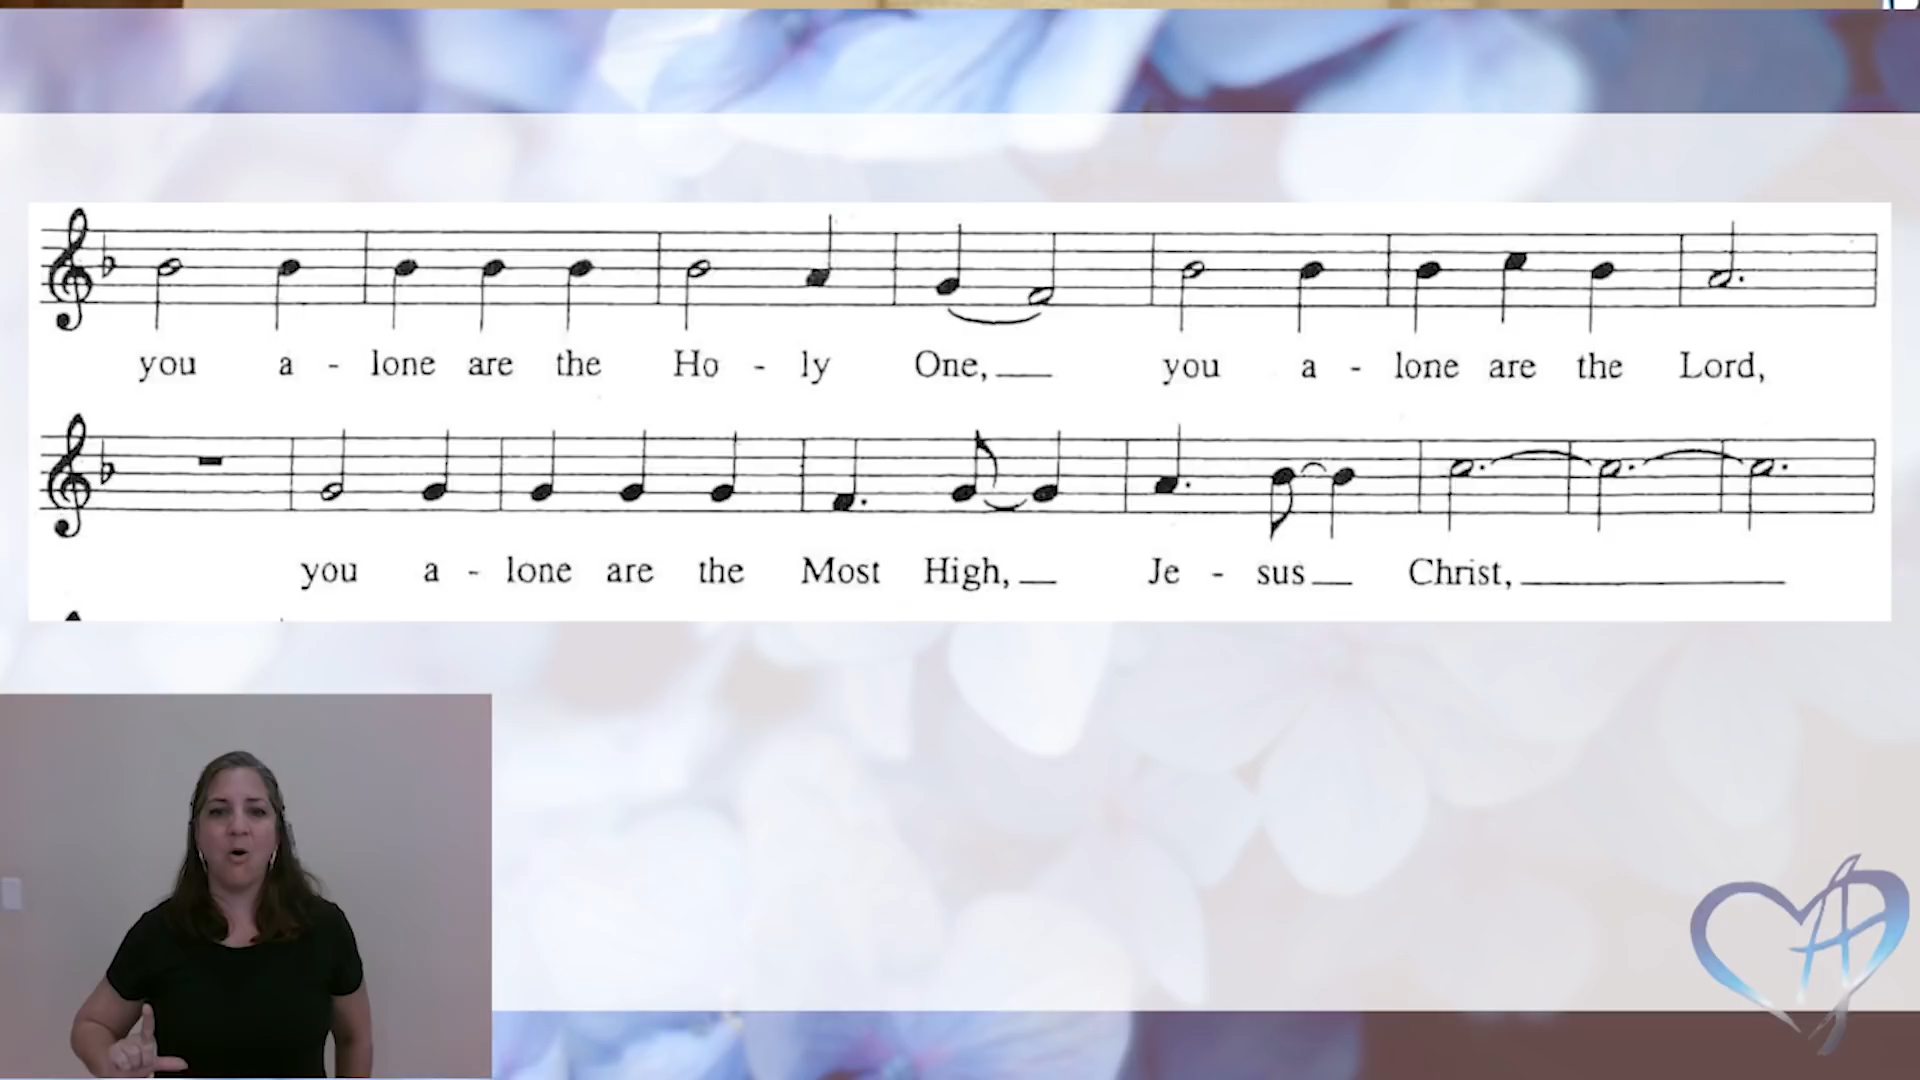 you a - lone are the Ho - ly One, you a - lone are the Lord,
you a - lone are the Most High, Je - sus Christ,